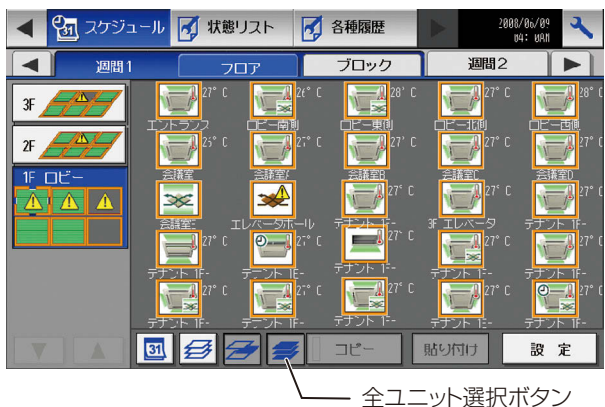 31 スケジュール 状態リスト 各種履歴 2008/06/09
週間1 フロア ブロック 週間2
3F 27°C 26°C 28°C 27°C 28°C
エントランス ロビー南側 ロビー東側 ロビー北側 ロビー西側
2F 27°C 27°C 27°C 27°C
会議室 会議室B 会議室C 会議室D
1F ロビー 27°C 27°C
エレベータホール テナント 1F- 3F エレベータ テナント 1F-
27°C 27°C 27°C 27°C 27°C
テナント 1F- テナント 1F- テナント 1F- テナント 1F- テナント 1F-
27°C 27°C 27°C 27°C 27°C
テナント 1F- テナント 1F- テナント 1F- テナント 1F- テナント 1F-
31 コピー 貼り付け 設 定
全ユニット選択ボタン